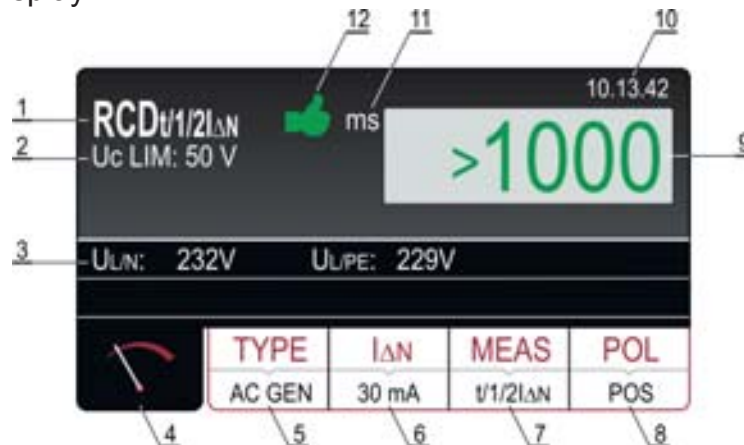 12 11 10
10.13.42
1 RCDt/1/2IΔN ms >1000 9
2 Uc LIM: 50 V
3 UL/N: 232V UL/PE: 229V
TYPE IΔN MEAS POL
AC GEN 30 mA t/1/2IΔN POS
4 5 6 7 8